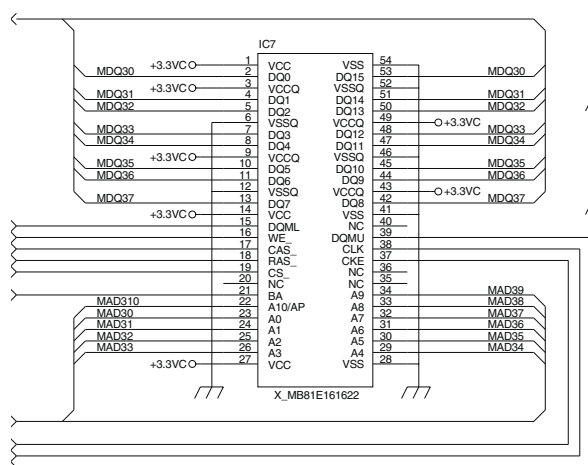 IC7
+3.3VC 1 VCC VSS 54
MDQ30 2 DQ0 DQ15 53 MDQ30
+3.3VC 3 VCCQ VSSQ 52
MDQ31 4 DQ1 DQ14 51 MDQ31
MDQ32 5 DQ2 DQ13 50 MDQ32
6 VSSQ VCCQ 49 +3.3VC
MDQ33 7 DQ3 DQ12 48 MDQ33
MDQ34 8 DQ4 DQ11 47 MDQ34
+3.3VC 9 VCCQ VSSQ 46
MDQ35 10 DQ5 DQ10 45 MDQ35
MDQ36 11 DQ6 DQ9 44 MDQ36
12 VSSQ VCCQ 43 +3.3VC
MDQ37 13 DQ7 DQ8 42 MDQ37
+3.3VC 14 VCC VSS 41
15 DQML NC 40
16 WE_ DQMU 39
17 CAS_ CLK 38
18 RAS_ CKE 37
19 CS_ NC 36
20 NC NC 35
21 BA A9 34 MAD39
MAD310 22 A10/AP A8 33 MAD38
MAD30 23 A0 A7 32 MAD37
MAD31 24 A1 A6 31 MAD36
MAD32 25 A2 A5 30 MAD35
MAD33 26 A3 A4 29 MAD34
+3.3VC 27 VCC VSS 28
X_MB81E161622